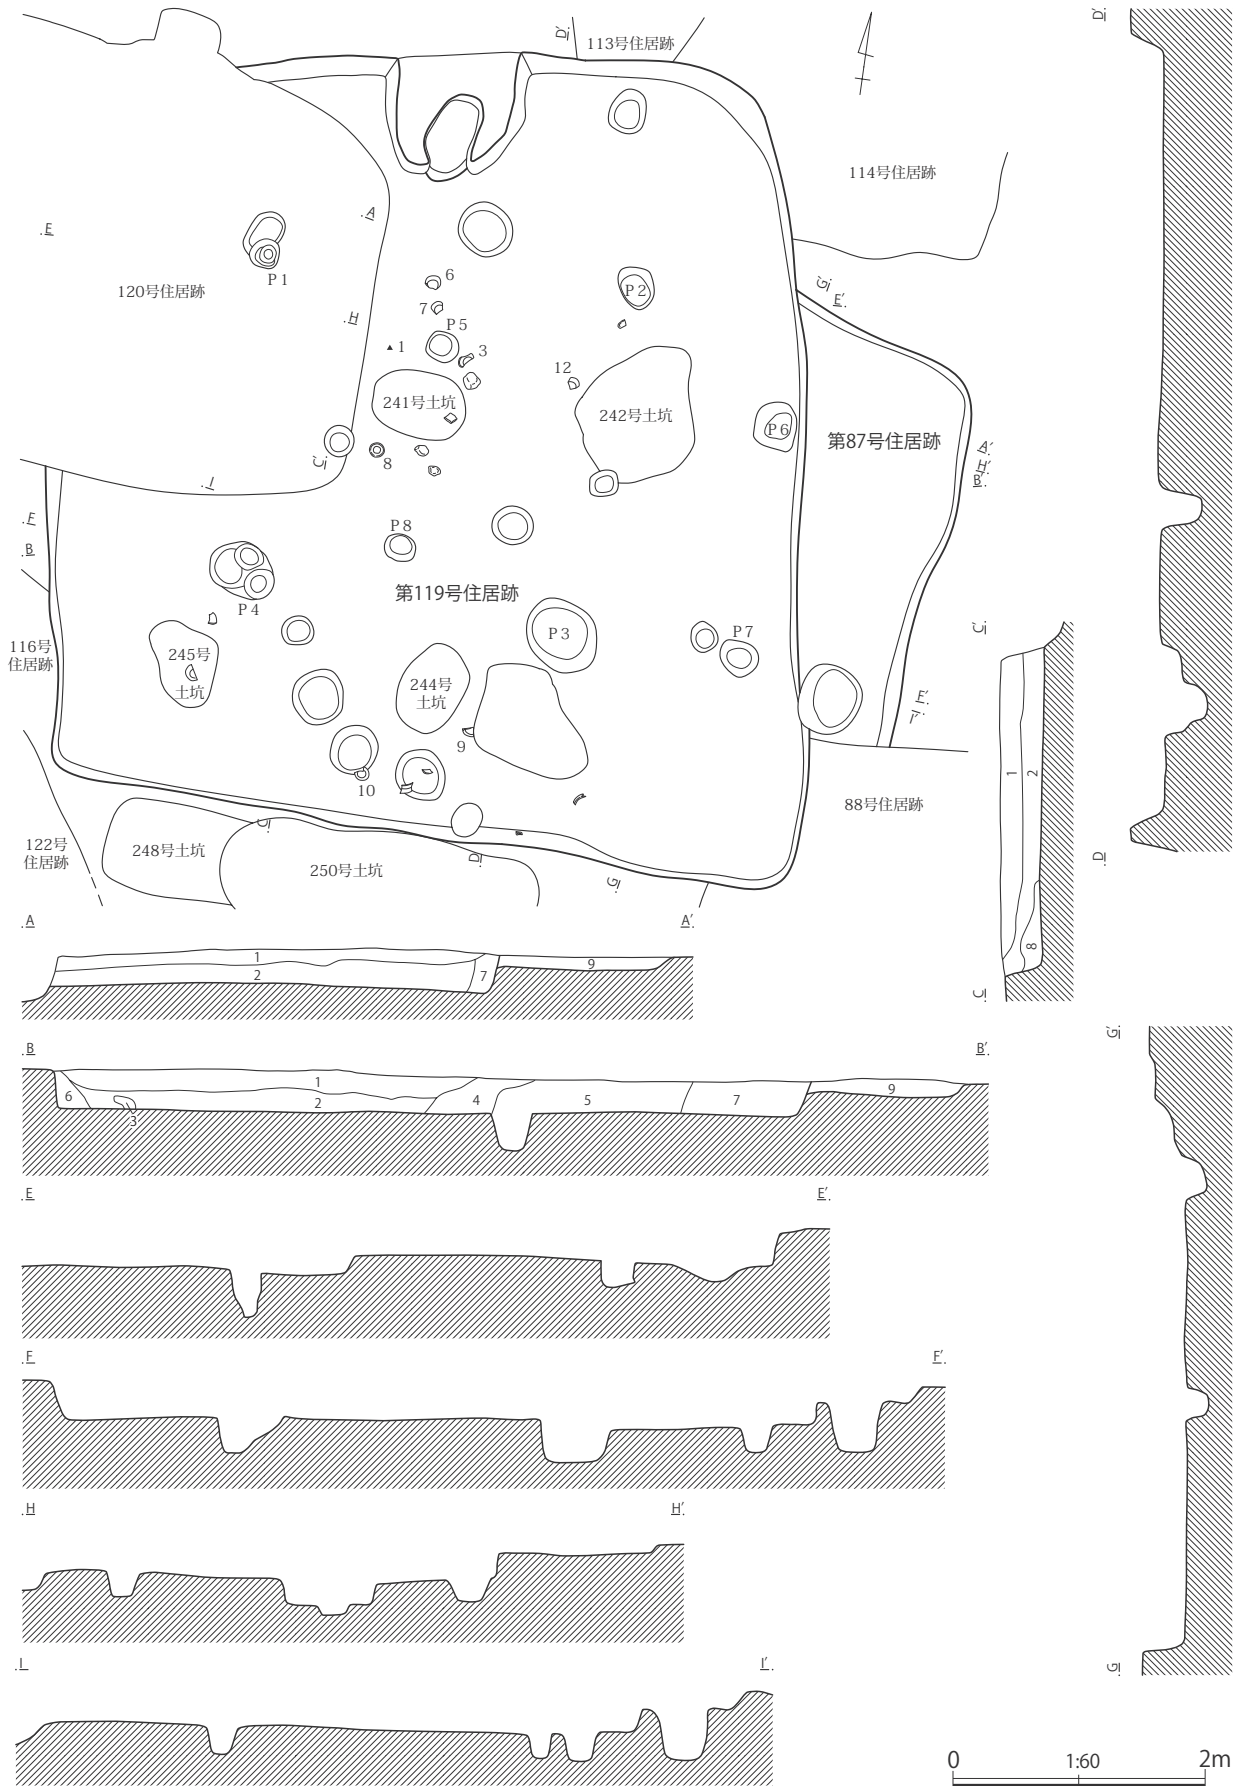 D′
113号住居跡
D′
114号住居跡
A
E
P1
120号住居跡
6
P2
G′
E′
7
H
P5
1
3
12
241号土坑
242号土坑
P6
第87号住居跡
A′
H′
B′
8
C′
I
F
P8
B
第119号住居跡
P4
P3
P7
C′
116号
住居跡
245号
土坑
244号
土坑
F′
I′
9
1
2
10
88号住居跡
C
122号
住居跡
248号土坑
250号土坑
D
D
G
A
A′
8
1
2
7
9
C
G′
B
B′
1
2
3
4
5
6
7
9
E
E′
F
F′
H
H′
I
I′
G
0
1:60
2m